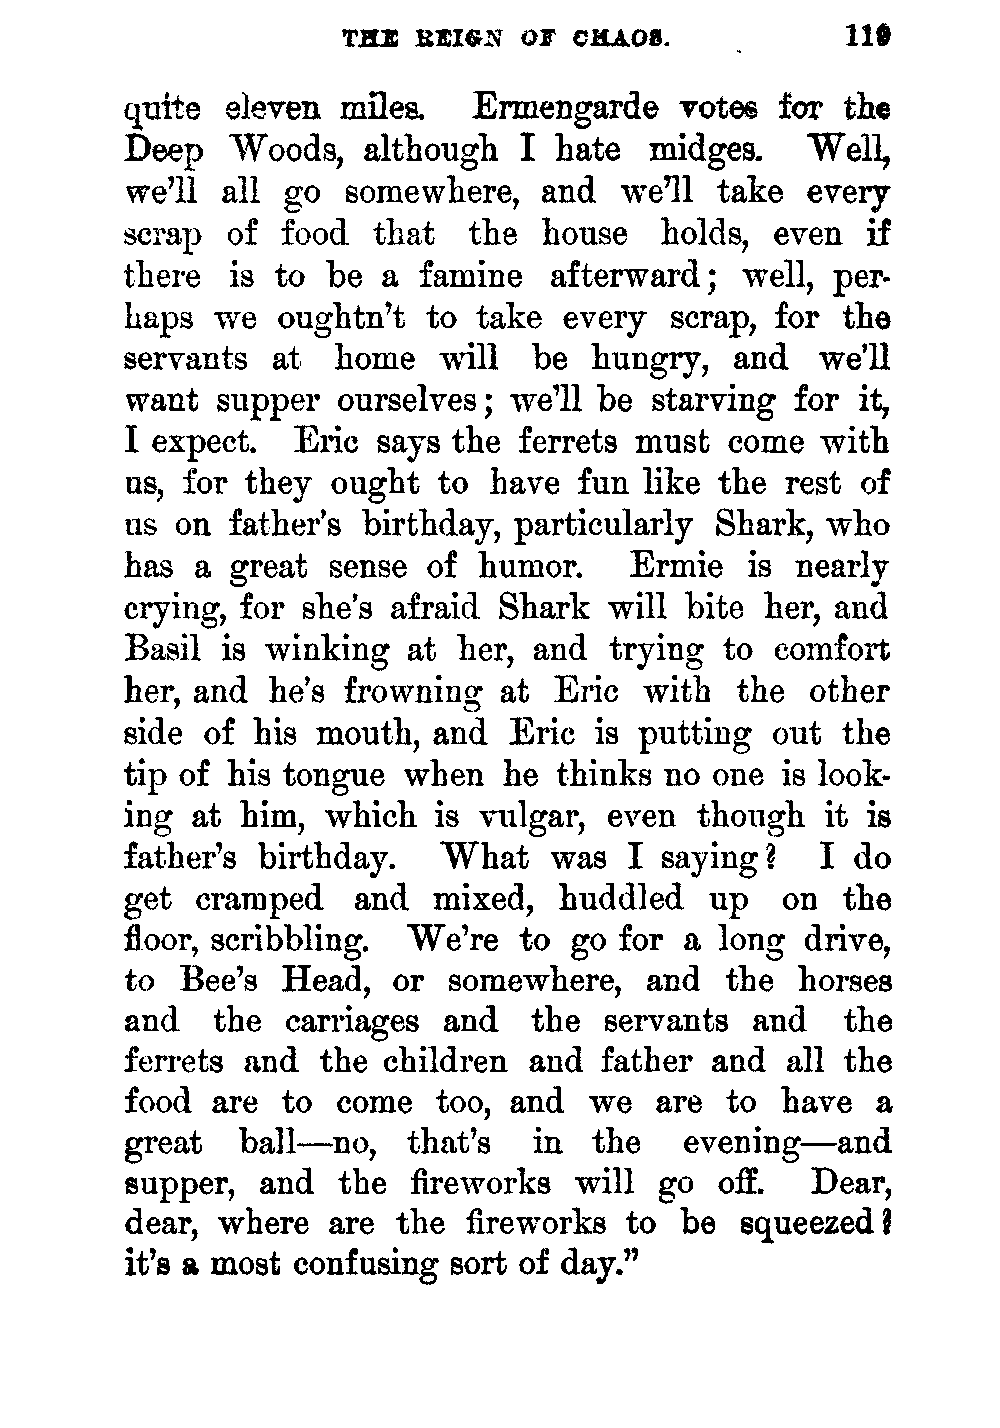 THE REIGN OF CHAOS. 119
quite eleven miles. Ermengarde votes for the
Deep Woods, although I hate midges. Well,
we'll all go somewhere, and we'll take every
scrap of food that the house holds, even if
there is to be a famine afterward; well, per-
haps we oughtn't to take every scrap, for the
servants at home will be hungry, and we'll
want supper ourselves; we'll be starving for it,
I expect. Eric says the ferrets must come with
us, for they ought to have fun like the rest of
us on father's birthday, particularly Shark, who
has a great sense of humor. Ermie is nearly
crying, for she's afraid Shark will bite her, and
Basil is winking at her, and trying to comfort
her, and he's frowning at Eric with the other
side of his mouth, and Eric is putting out the
tip of his tongue when he thinks no one is look-
ing at him, which is vulgar, even though it is
father's birthday. What was I saying? I do
get cramped and mixed, huddled up on the
floor, scribbling. We're to go for a long drive,
to Bee's Head, or somewhere, and the horses
and the carriages and the servants and the
ferrets and the children and father and all the
food are to come too, and we are to have a
great ball—no, that's in the evening—and
supper, and the fireworks will go off. Dear,
dear, where are the fireworks to be squeezed?
it's a most confusing sort of day."